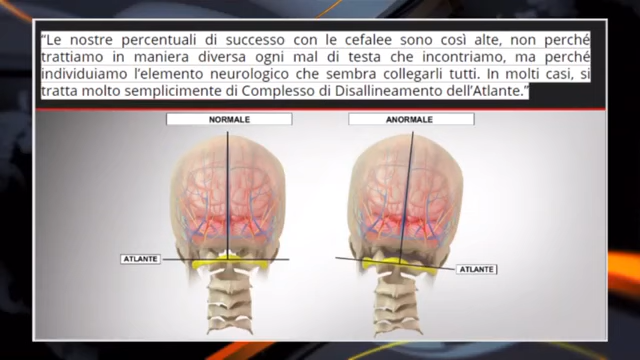 “Le nostre percentuali di successo con le cefalee sono così alte, non perché
trattiamo in maniera diversa ogni mal di testa che incontriamo, ma perché
individuiamo l’elemento neurologico che sembra collegarli tutti. In molti casi, si
tratta molto semplicimente di Complesso di Disallineamento dell’Atlante.”
NORMALE
ANORMALE
ATLANTE
ATLANTE